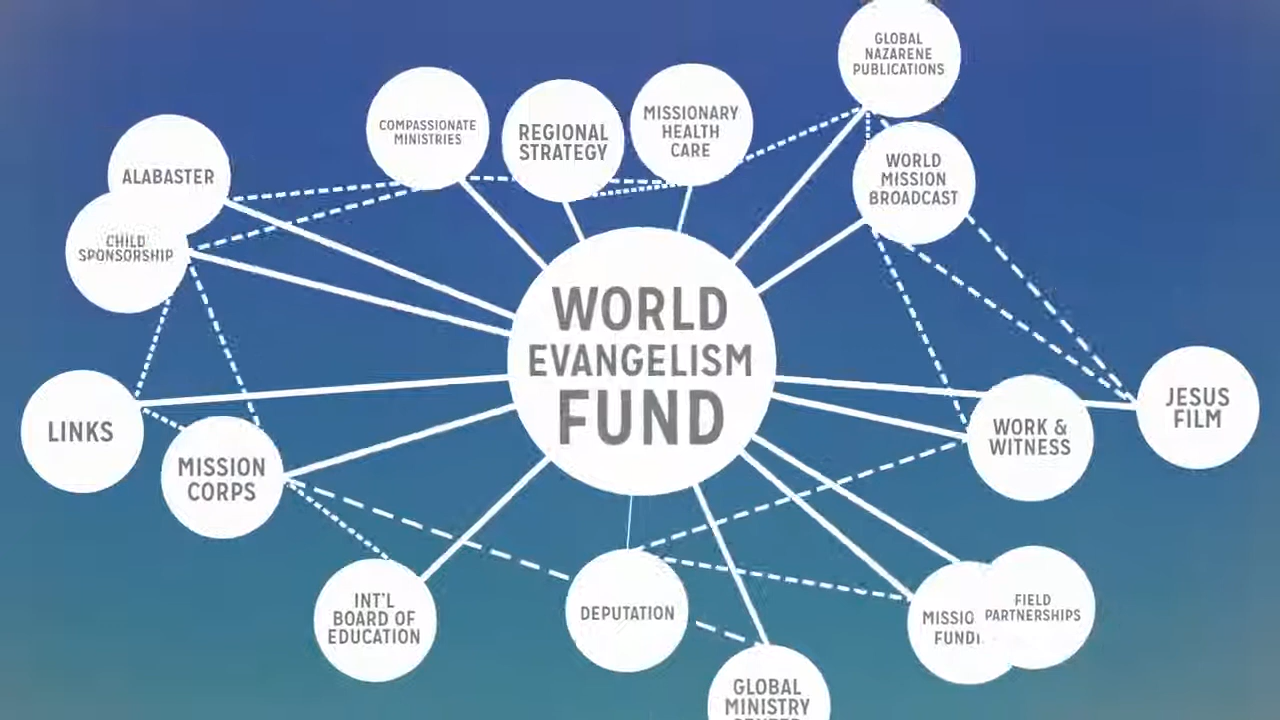 GLOBAL
NAZARENE
PUBLICATIONS
COMPASSIONATE
MINISTRIES
REGIONAL
STRATEGY
MISSIONARY
HEALTH
CARE
ALABASTER
WORLD
MISSION
BROADCAST
CHILD
SPONSORSHIP
WORLD
EVANGELISM
FUND
LINKS
MISSION
CORPS
WORK &
WITNESS
JESUS
FILM
INT'L
BOARD OF
EDUCATION
DEPUTATION
FIELD
PARTNERSHIPS
GLOBAL
MINISTRY